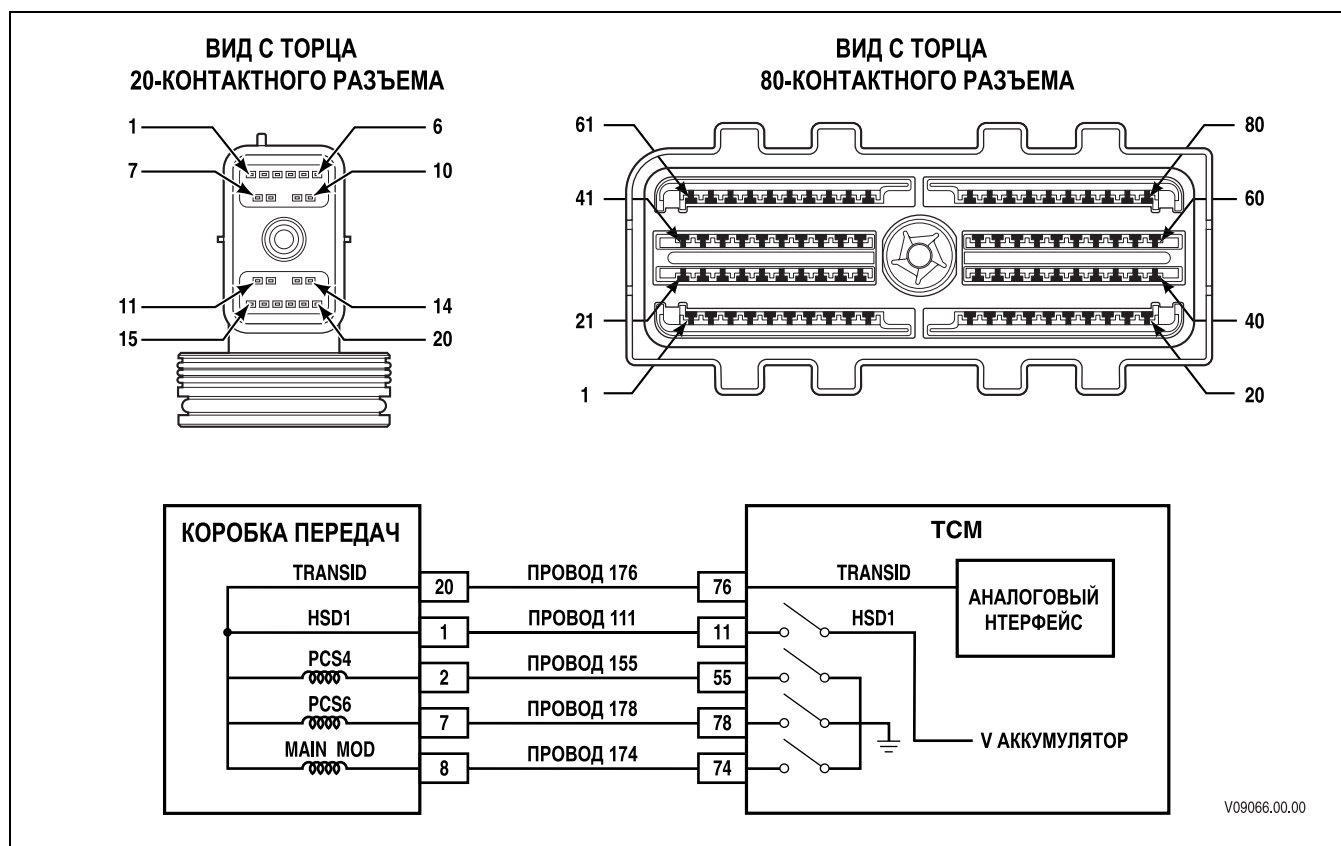 ВИД С ТОРЦА
20-КОНТАКТНОГО РАЗЪЕМА
1
6
7
10
11
14
15
20
ВИД С ТОРЦА
80-КОНТАКТНОГО РАЗЪЕМА
61
80
41
60
21
40
1
20
КОРОБКА ПЕРЕДАЧ
TCM
TRANSID
20
ПРОВОД 176
76
TRANSID
HSD1
1
ПРОВОД 111
11
HSD1
PCS4
2
ПРОВОД 155
55
PCS6
7
ПРОВОД 178
78
MAIN MOD
8
ПРОВОД 174
74
АНАЛОГОВЫЙ
НТЕРФЕЙС
V АККУМУЛЯТОР
V09066.00.00